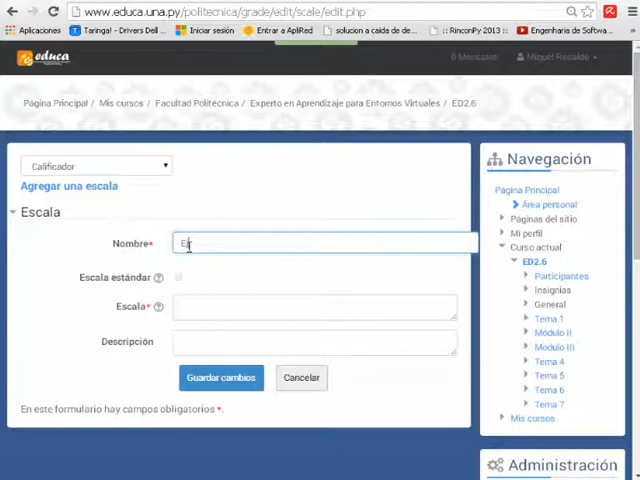 www.educa.una.py/politecnica/grade/edit/scale/edit.php
Aplicaciones Taringa! - Drivers Dell ... Iniciar sesión Entrar a ApliRed solucion a caida de ... :: RinconPy 2013 :: Engenharia de Softwa...
educa
0 Mensajes Miguel Recalde
Página Principal / Mis cursos / Facultad Politécnica / Experto en Aprendizaje para Entornos Virtuales / ED2.6
Calificador
Agregar una escala
Escala
Nombre*
Escala estándar
Escala*
Descripción
Guardar cambios Cancelar
En este formulario hay campos obligatorios *.
Navegación
Página Principal
Área personal
Páginas del sitio
Mi perfil
Curso actual
ED2.6
Participantes
Insignias
General
Tema 1
Módulo II
Modulo III
Tema 4
Tema 5
Tema 6
Tema 7
Mis cursos
Administración